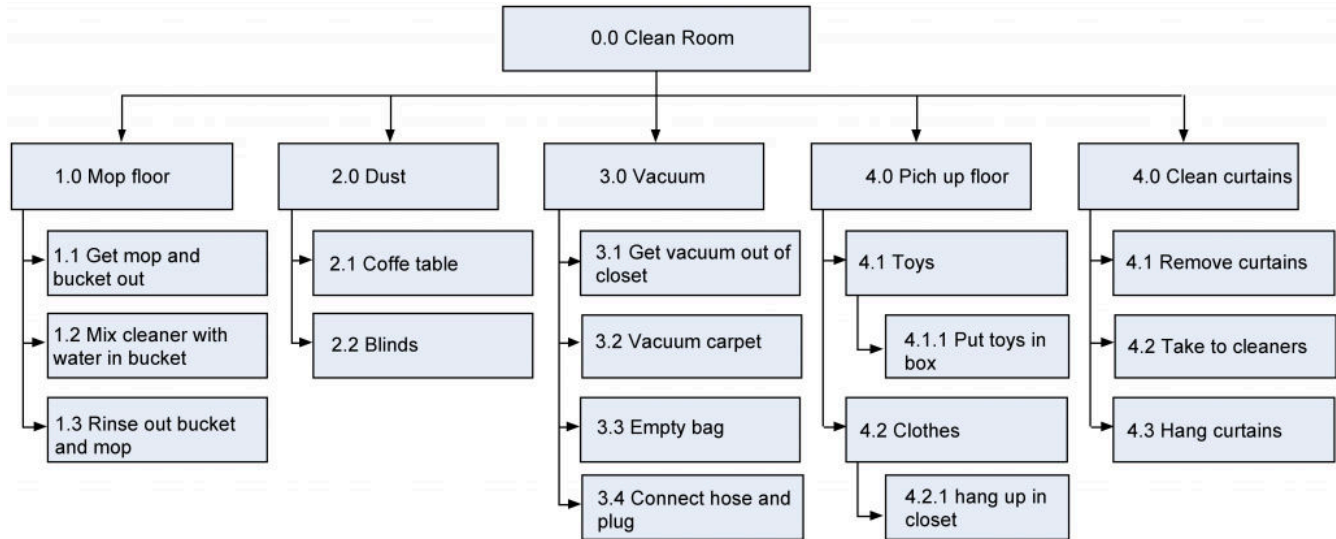 0.0 Clean Room
1.0 Mop floor
1.1 Get mop and
bucket out
1.2 Mix cleaner with
water in bucket
1.3 Rinse out bucket
and mop
2.0 Dust
2.1 Coffe table
2.2 Blinds
3.0 Vacuum
3.1 Get vacuum out of
closet
3.2 Vacuum carpet
3.3 Empty bag
3.4 Connect hose and
plug
4.0 Pich up floor
4.1 Toys
4.1.1 Put toys in
box
4.2 Clothes
4.2.1 hang up in
closet
4.0 Clean curtains
4.1 Remove curtains
4.2 Take to cleaners
4.3 Hang curtains